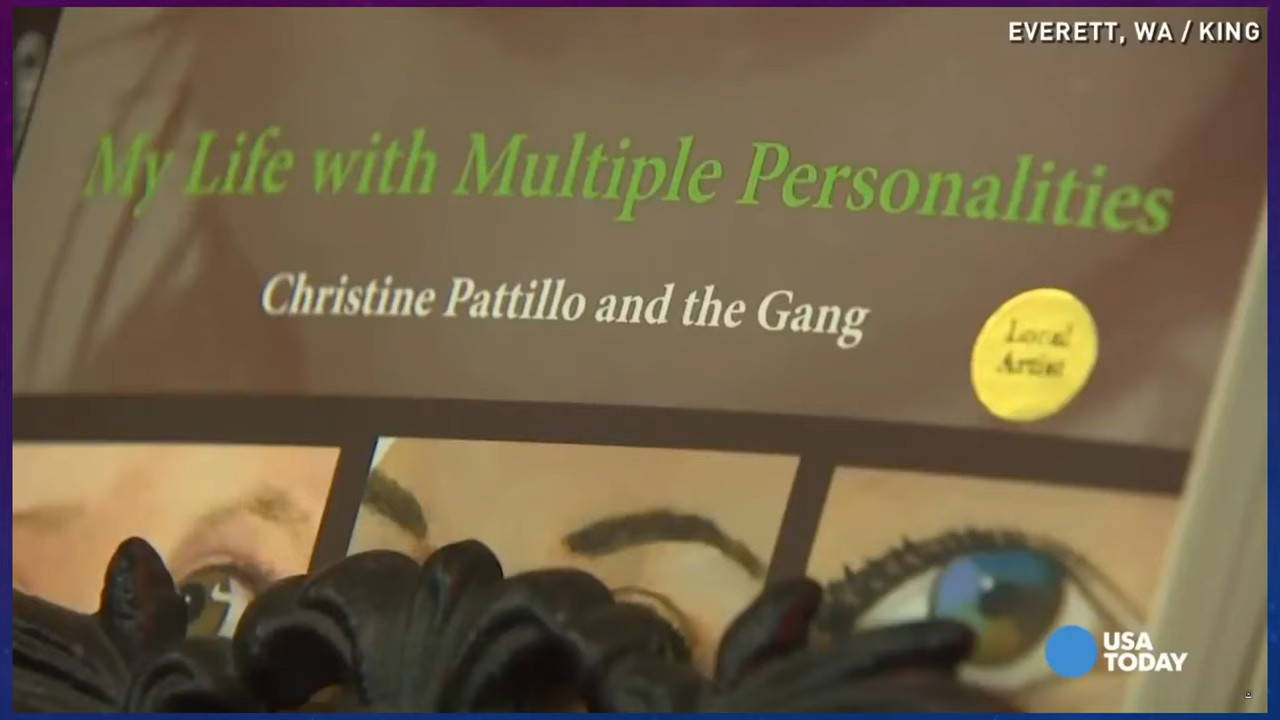 EVERETT, WA / KING
My Life with Multiple Personalities
Christine Pattillo and the Gang
Local
Artist
USA
TODAY